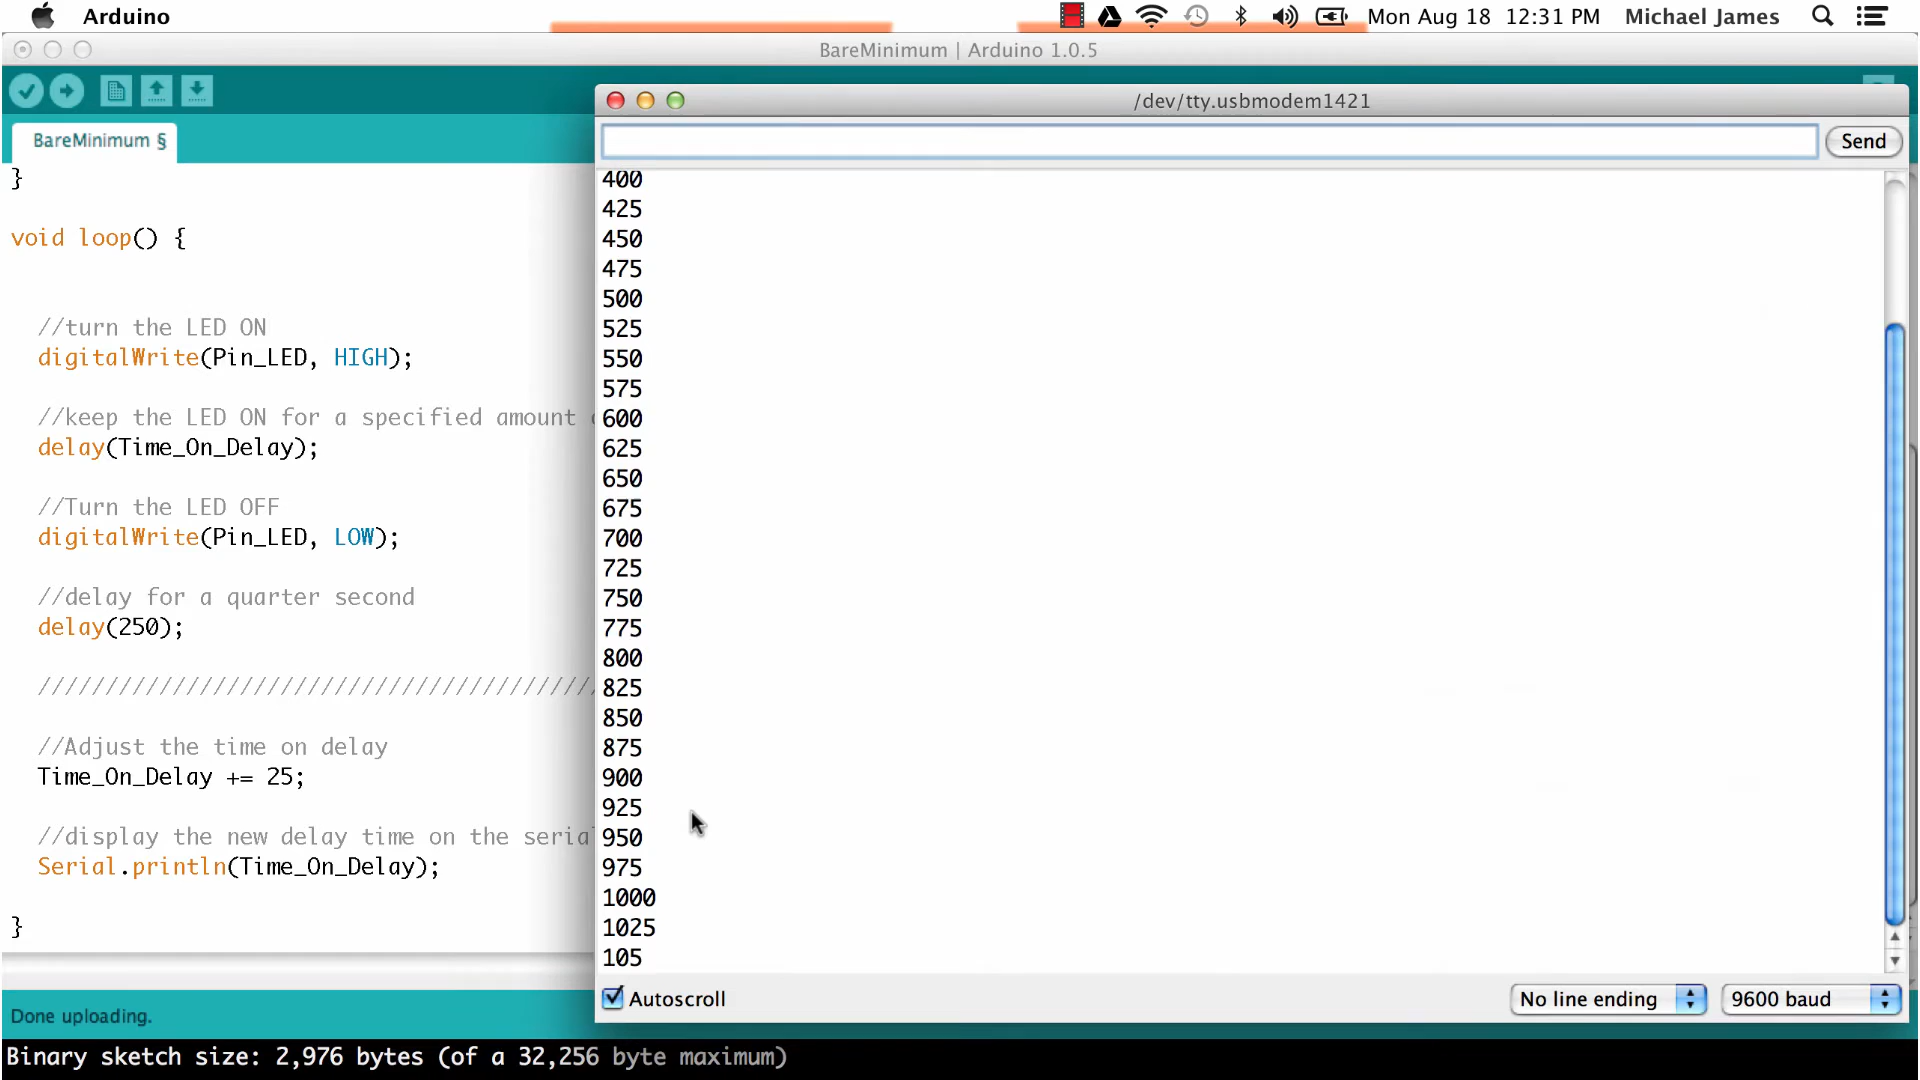 Arduino
Mon Aug 18 12:31 PM Michael James
BareMinimum | Arduino 1.0.5
BareMinimum §
}
void loop() {
//turn the LED ON
digitalWrite(Pin_LED, HIGH);
//keep the LED ON for a specified amount
delay(Time_On_Delay);
//Turn the LED OFF
digitalWrite(Pin_LED, LOW);
//delay for a quarter second
delay(250);
//////////////////////////////////////////
//Adjust the time on delay
Time_On_Delay += 25;
//display the new delay time on the seria
Serial.println(Time_On_Delay);
}
Done uploading.
Binary sketch size: 2,976 bytes (of a 32,256 byte maximum)
/dev/tty.usbmodem1421
Send
400
425
450
475
500
525
550
575
600
625
650
675
700
725
750
775
800
825
850
875
900
925
950
975
1000
1025
105
Autoscroll
No line ending
9600 baud